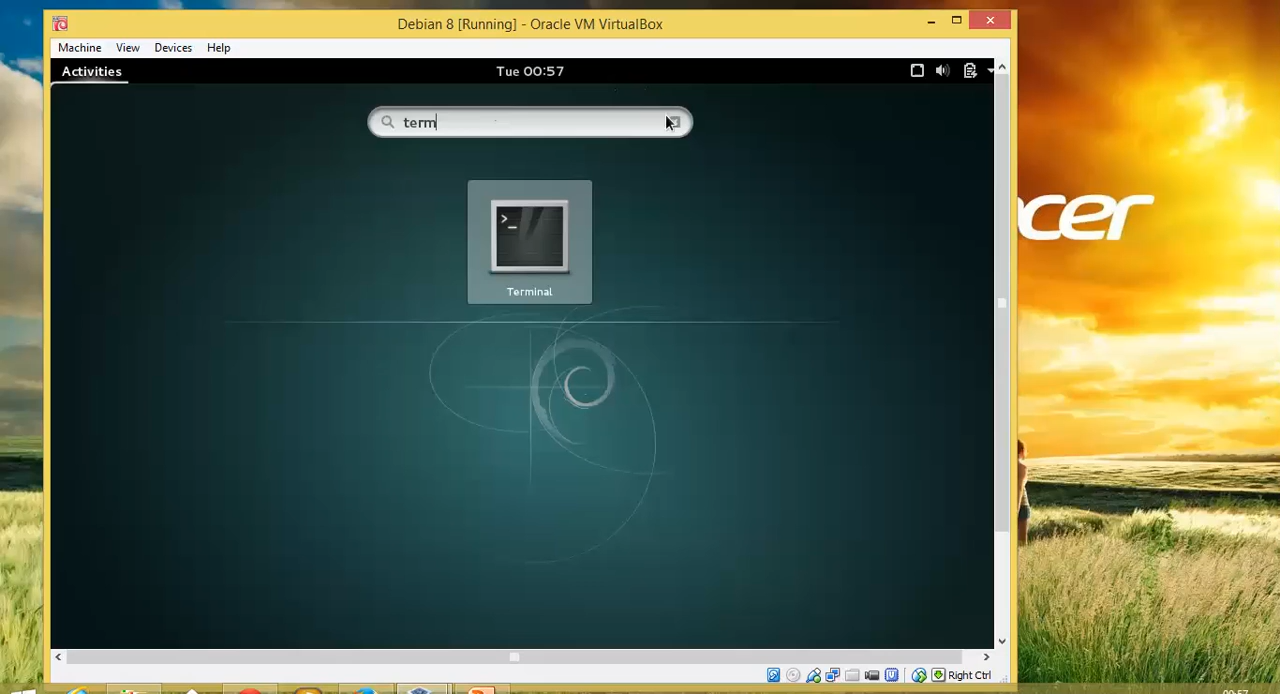 Debian 8 [Running] - Oracle VM VirtualBox
Machine View Devices Help
Activities
Tue 00:57
term
Terminal
cer
Right Ctrl